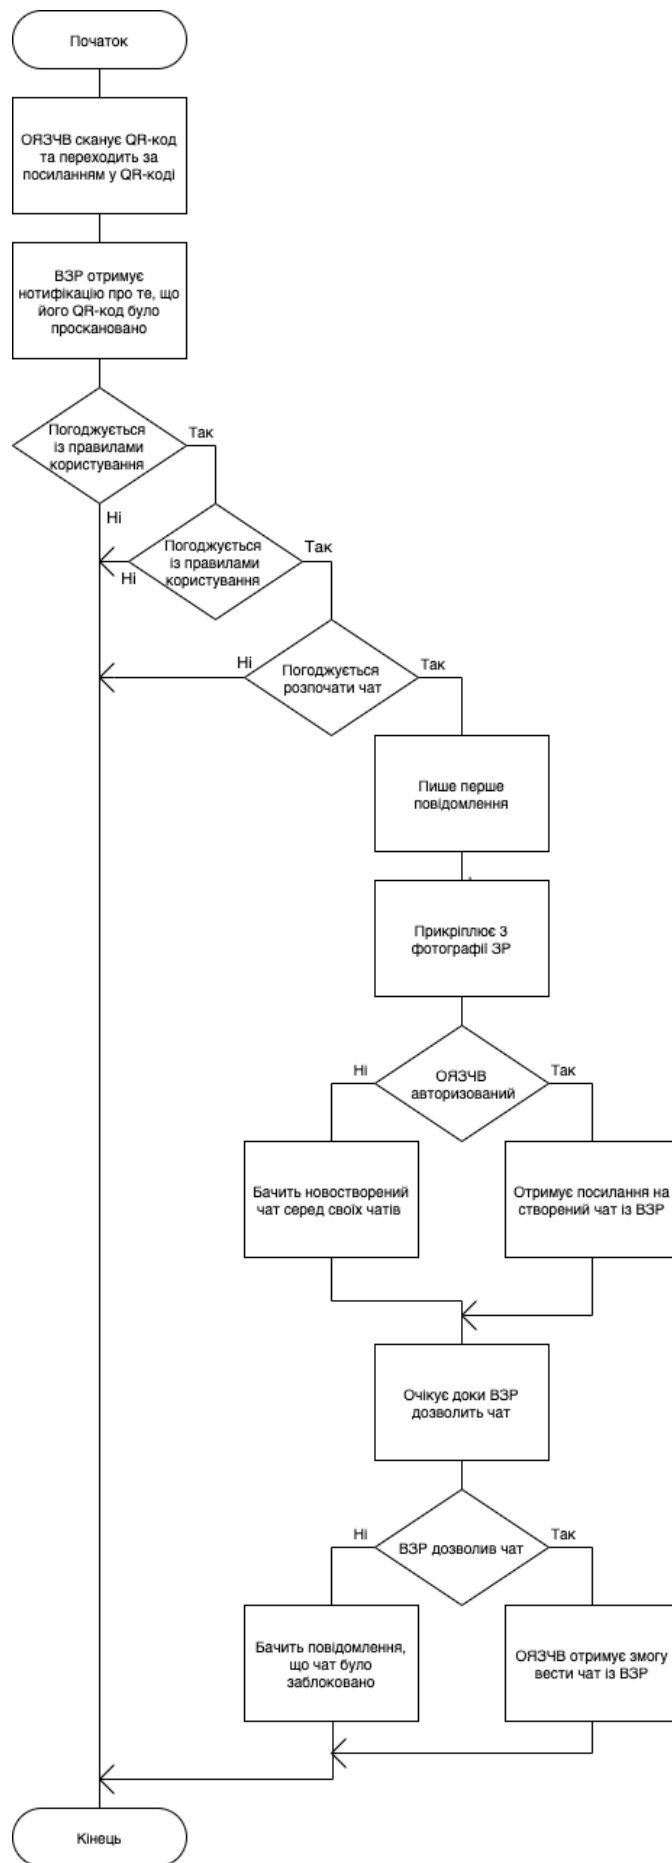 Початок
ОЯЗЧВ сканує QR-код
та переходить за
посиланням у QR-коді
ВЗР отримує
нотифікацію про те, що
його QR-код було
проскановано
Погоджується
із правилами
користування
Так
Ні
Погоджується
із правилами
користування
Так
Ні
Погоджується
розпочати чат
Ні
Так
Пише перше
повідомлення
Прикріплює 3
фотографії ЗР
ОЯЗЧВ
авторизований
Ні
Так
Бачить новостворений
чат серед своїх чатів
Отримує посилання на
створений чат із ВЗР
Очікує доки ВЗР
дозволить чат
ВЗР дозволив чат
Ні
Так
Бачить повідомлення,
що чат було
заблоковано
ОЯЗЧВ отримує змогу
вести чат із ВЗР
Кінець